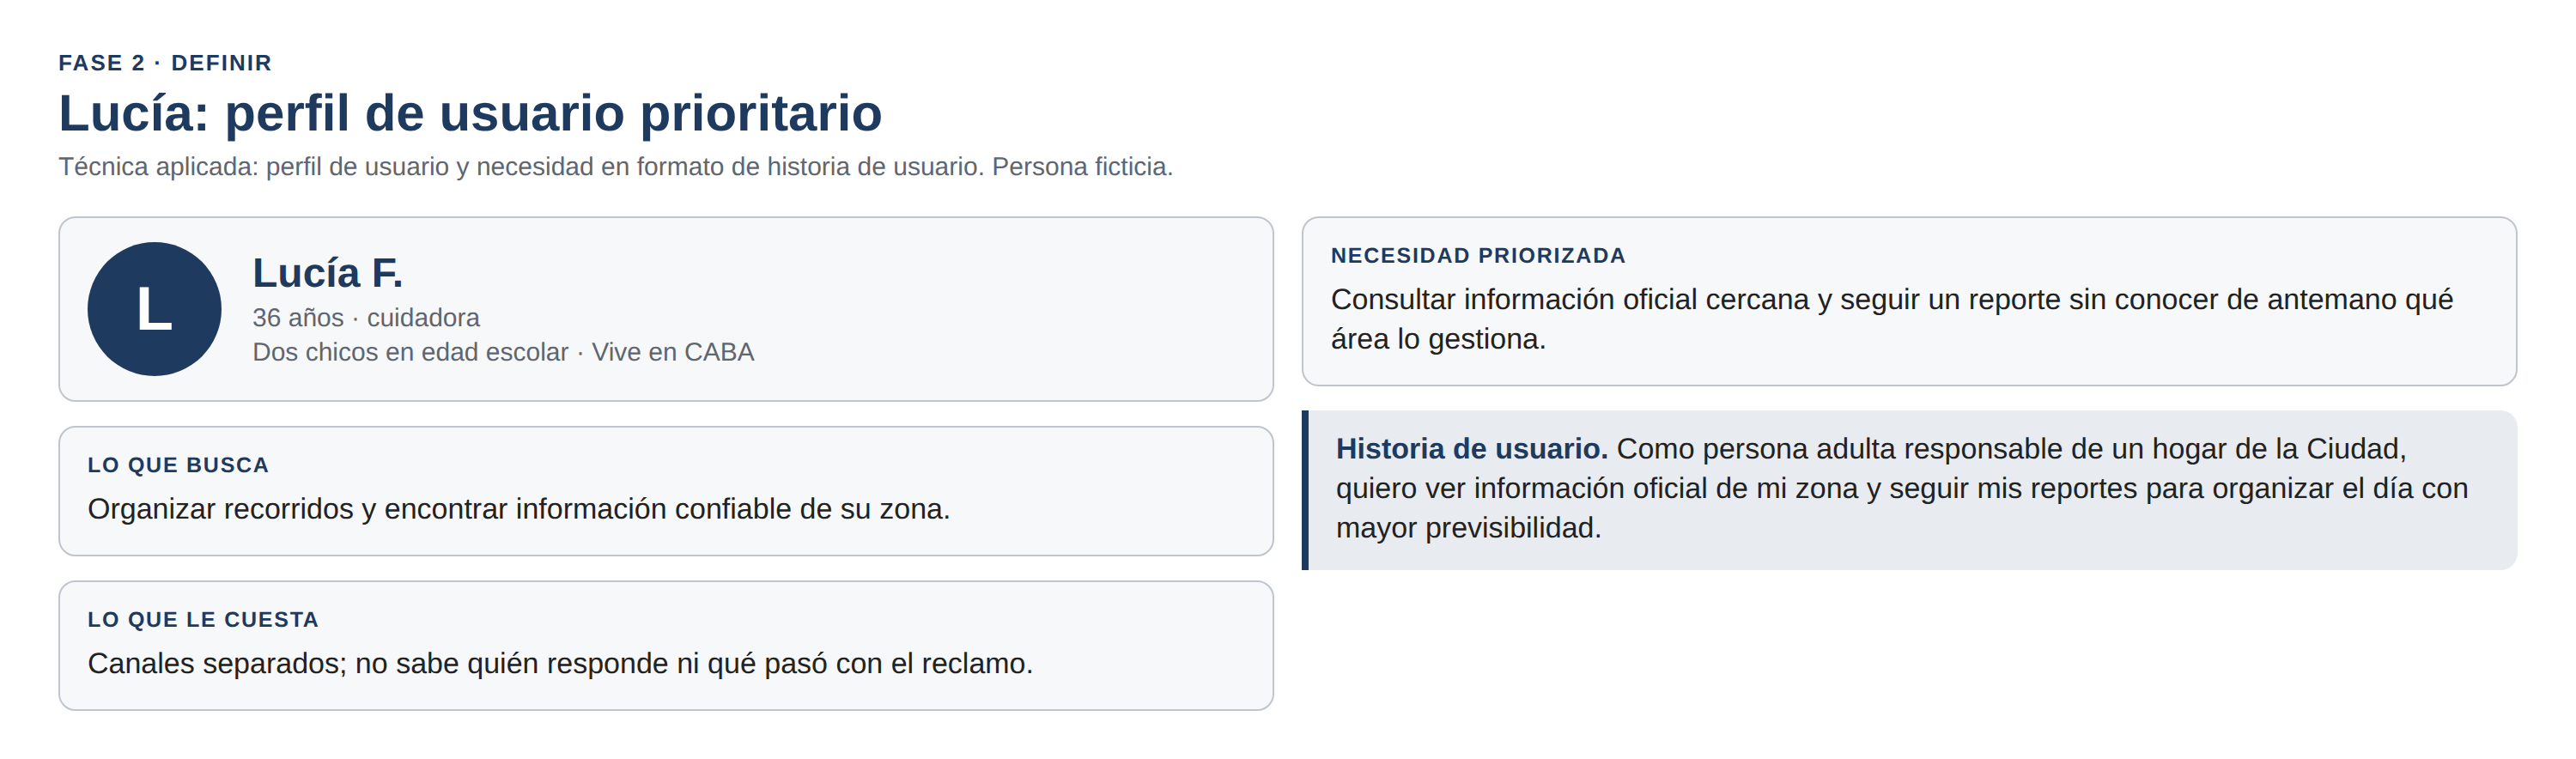 FASE 2 · DEFINIR
Lucía: perfil de usuario prioritario
Técnica aplicada: perfil de usuario y necesidad en formato de historia de usuario. Persona ficticia.
L
Lucía F.
36 años · cuidadora
Dos chicos en edad escolar · Vive en CABA
LO QUE BUSCA
Organizar recorridos y encontrar información confiable de su zona.
LO QUE LE CUESTA
Canales separados; no sabe quién responde ni qué pasó con el reclamo.
NECESIDAD PRIORIZADA
Consultar información oficial cercana y seguir un reporte sin conocer de antemano qué
área lo gestiona.
Historia de usuario. Como persona adulta responsable de un hogar de la Ciudad,
quiero ver información oficial de mi zona y seguir mis reportes para organizar el día con
mayor previsibilidad.